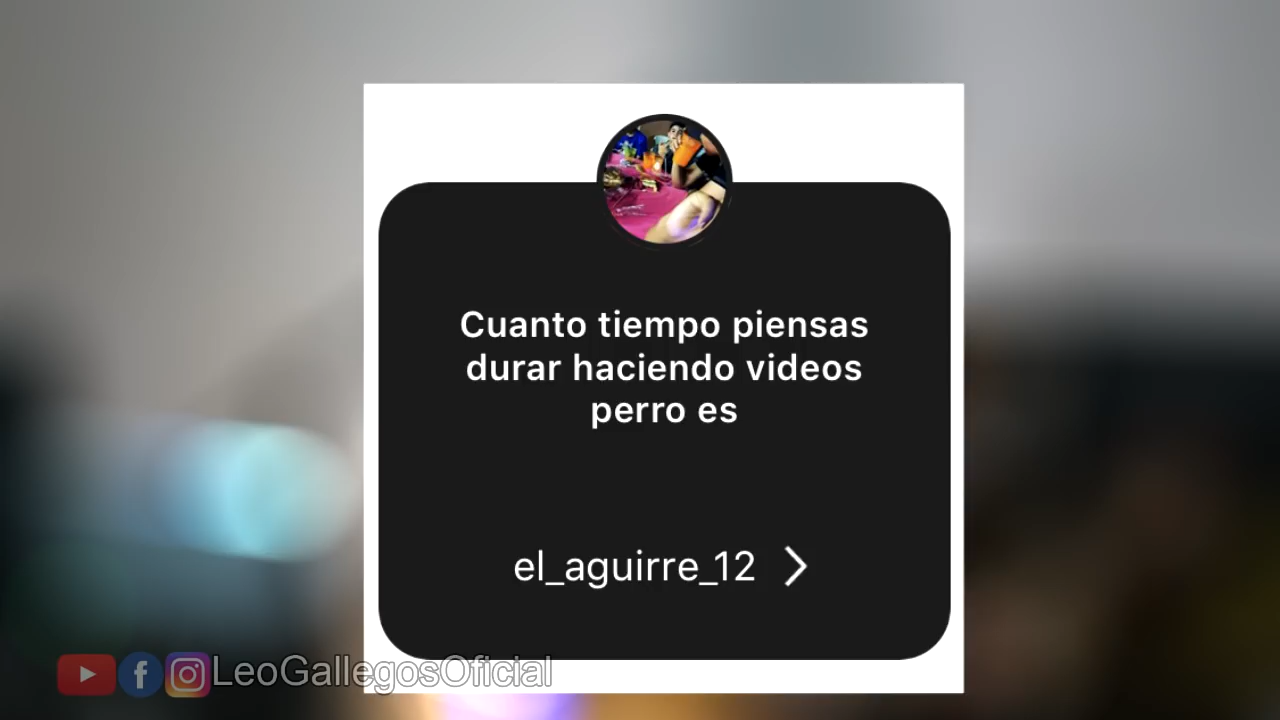 Cuanto tiempo piensas
durar haciendo videos
perro es
el_aguirre_12
LeoGallegosOficial